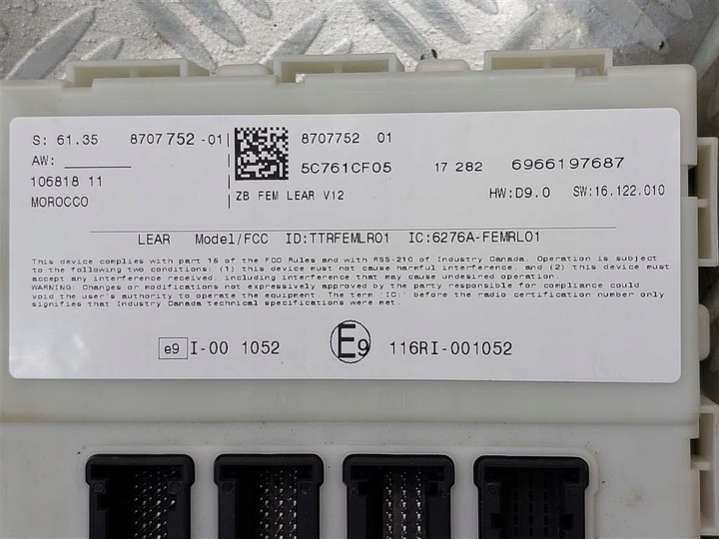 S: 61.35 8707752-01 8707752 01
AW: 5C761CF05 17 282 6966197687
106818 11
MOROCCO ZB FEM LEAR V12 HW:D9.0 SW:16.122.010
LEAR Model/FCC ID:TTRFEMLR01 IC:6276A-FEMRL01
This device complies with part 15 of the FCC Rules and with RSS-210 of Industry Canada. Operation is subject
to the following two conditions: (1) this device must not cause harmful interference, and (2) this device must
accept any interference received, including interference that may cause undesired operation.
WARNING: Changes or modifications not expressively approved by the party responsible for compliance could
void the user's authority to operate the equipment. The term "IC:" before the radio certification number only
signifies that Industry Canada technical specifications were met.
e9 I-00 1052 E9 116RI-001052